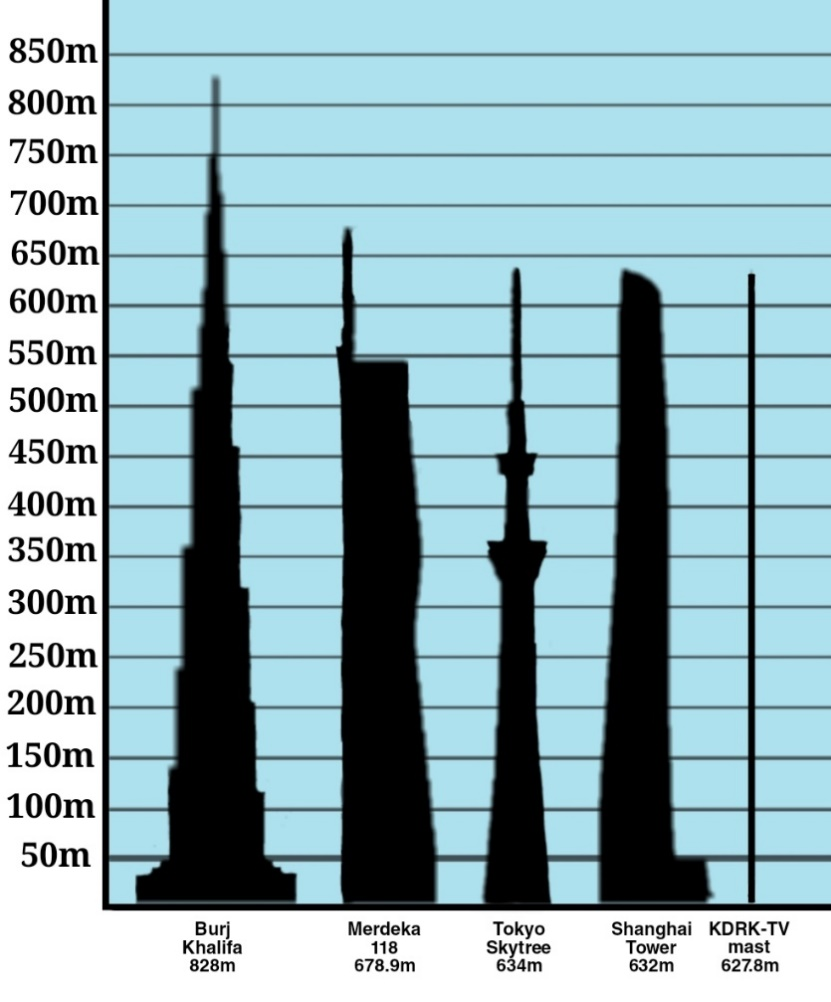 850m
800m
750m
700m
650m
600m
550m
500m
450m
400m
350m
300m
250m
200m
150m
100m
50m
Burj
Khalifa
828m
Merdeka
118
678.9m
Tokyo
Skytree
634m
Shanghai
Tower
632m
KDRK-TV
mast
627.8m